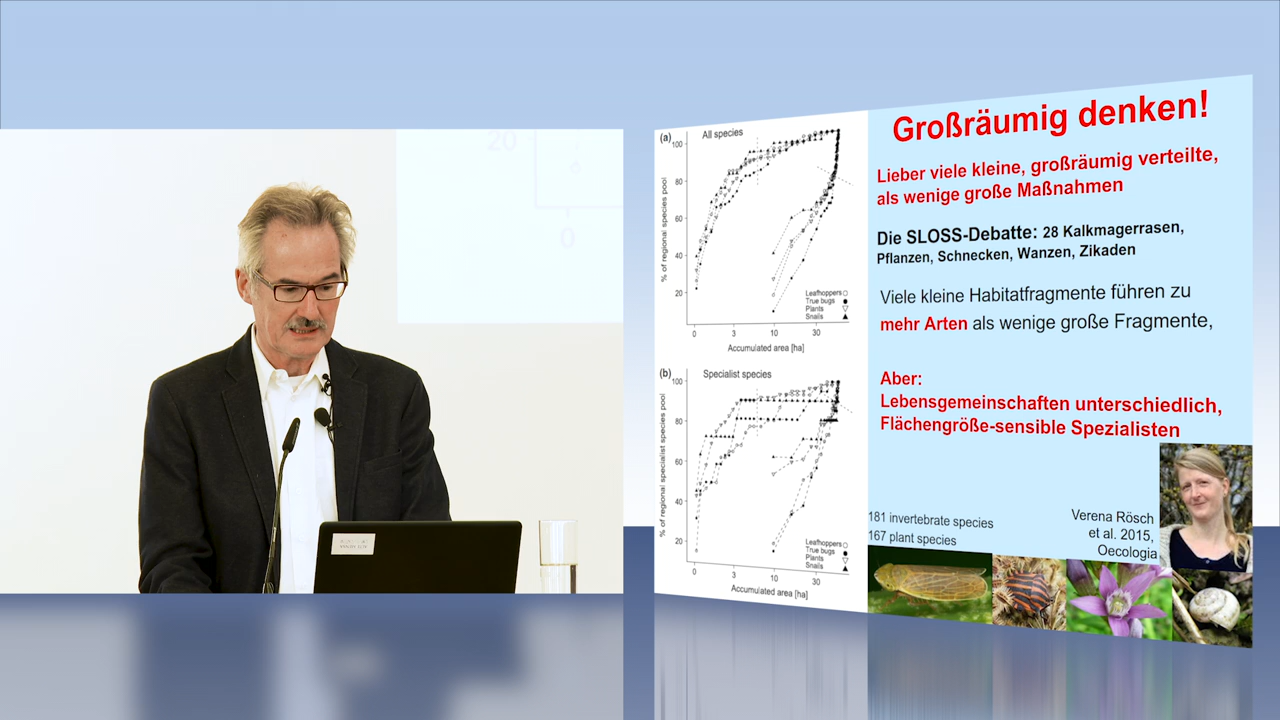 20
0
(a)
All species
% of regional species pool
100
80
60
40
20
Leafhoppers
True bugs
Plants
Snails
0 3 10 30
Accumulated area [ha]
(b)
Specialist species
% of regional specialist species pool
100
80
60
40
20
Leafhoppers
True bugs
Plants
Snails
0 3 10 30
Accumulated area [ha]
Großräumig denken!
Lieber viele kleine, großräumig verteilte,
als wenige große Maßnahmen
Die SLOSS-Debatte: 28 Kalkmagerrasen,
Pflanzen, Schnecken, Wanzen, Zikaden
Viele kleine Habitatfragmente führen zu
mehr Arten als wenige große Fragmente,
Aber:
Lebensgemeinschaften unterschiedlich,
Flächengröße-sensible Spezialisten
181 invertebrate species
167 plant species
Verena Rösch
et al. 2015,
Oecologia